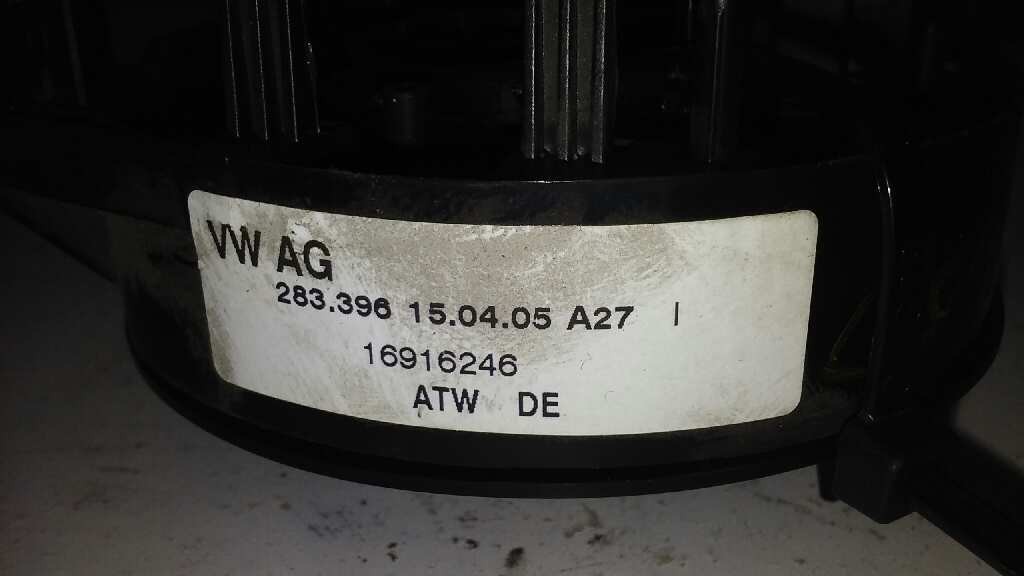 VW AG
283.396 15.04.05 A27 I
16916246
ATW DE